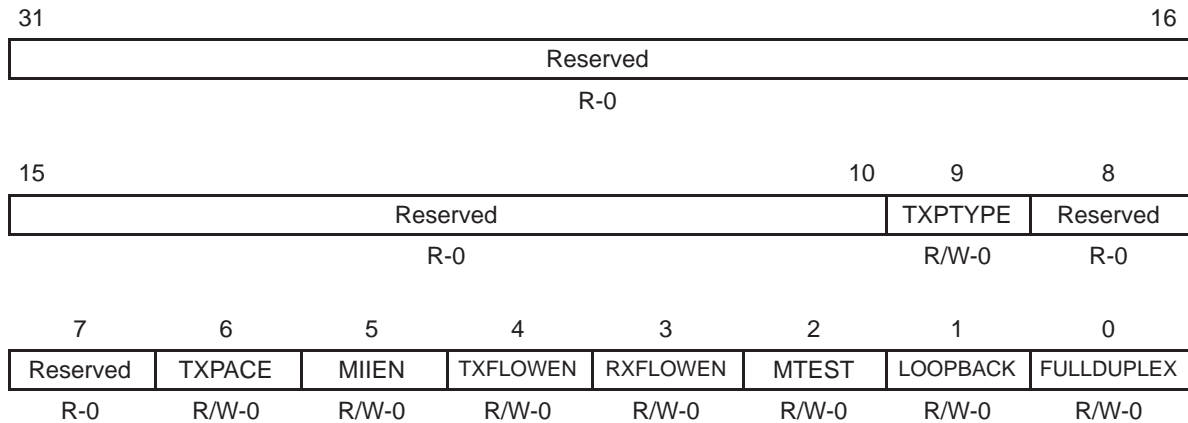 31 16
Reserved
R-0
15 10 9 8
Reserved TXPTYPE Reserved
R-0 R/W-0 R-0
7 6 5 4 3 2 1 0
Reserved TXPACE MIIEN TXFLOWEN RXFLOWEN MTEST LOOPBACK FULLDUPLEX
R-0 R/W-0 R/W-0 R/W-0 R/W-0 R/W-0 R/W-0 R/W-0